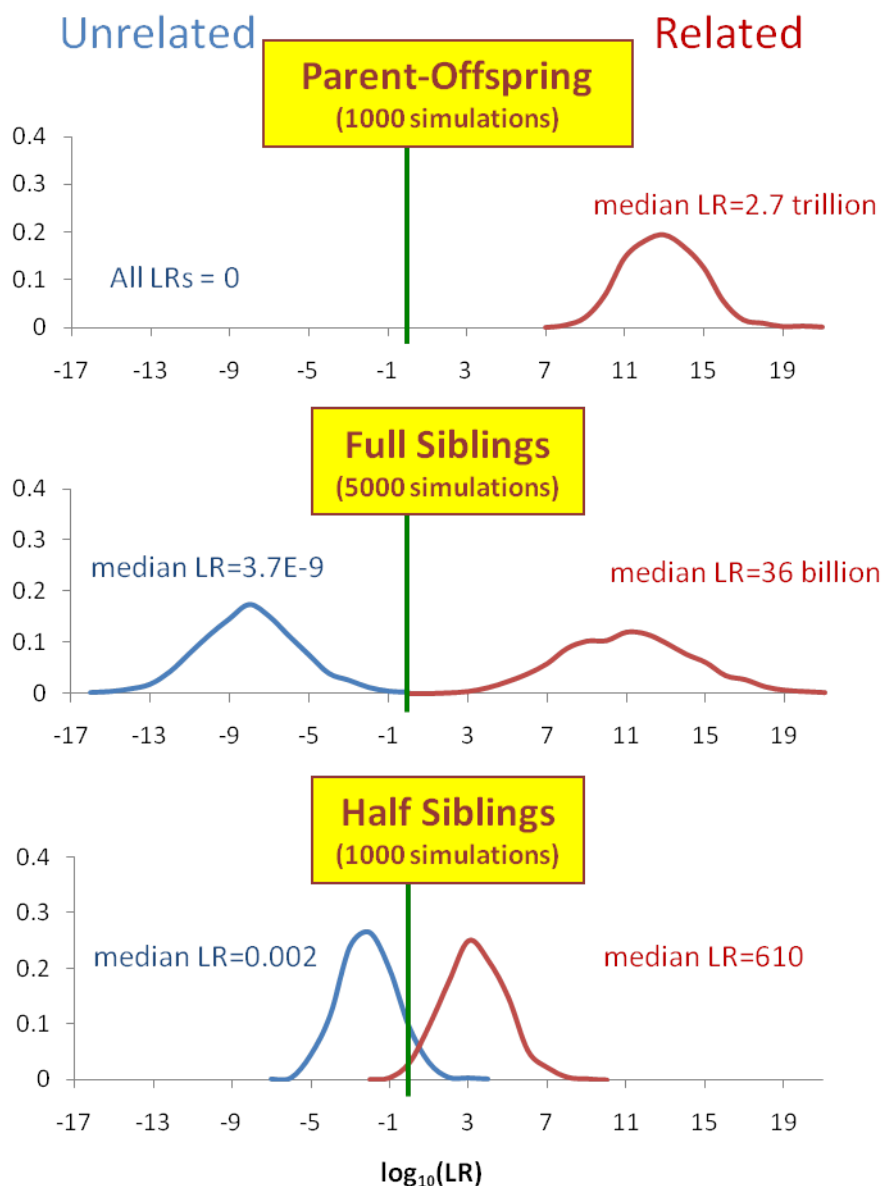 Unrelated
Related
Parent-Offspring
(1000 simulations)
0.4
0.3
0.2
0.1
0
median LR=2.7 trillion
All LRs = 0
-17 -13 -9 -5 -1 3 7 11 15 19
Full Siblings
(5000 simulations)
0.4
0.3
0.2
0.1
0
median LR=3.7E-9
median LR=36 billion
-17 -13 -9 -5 -1 3 7 11 15 19
Half Siblings
(1000 simulations)
0.4
0.3
0.2
0.1
0
median LR=0.002
median LR=610
-17 -13 -9 -5 -1 3 7 11 15 19
log₁₀(LR)